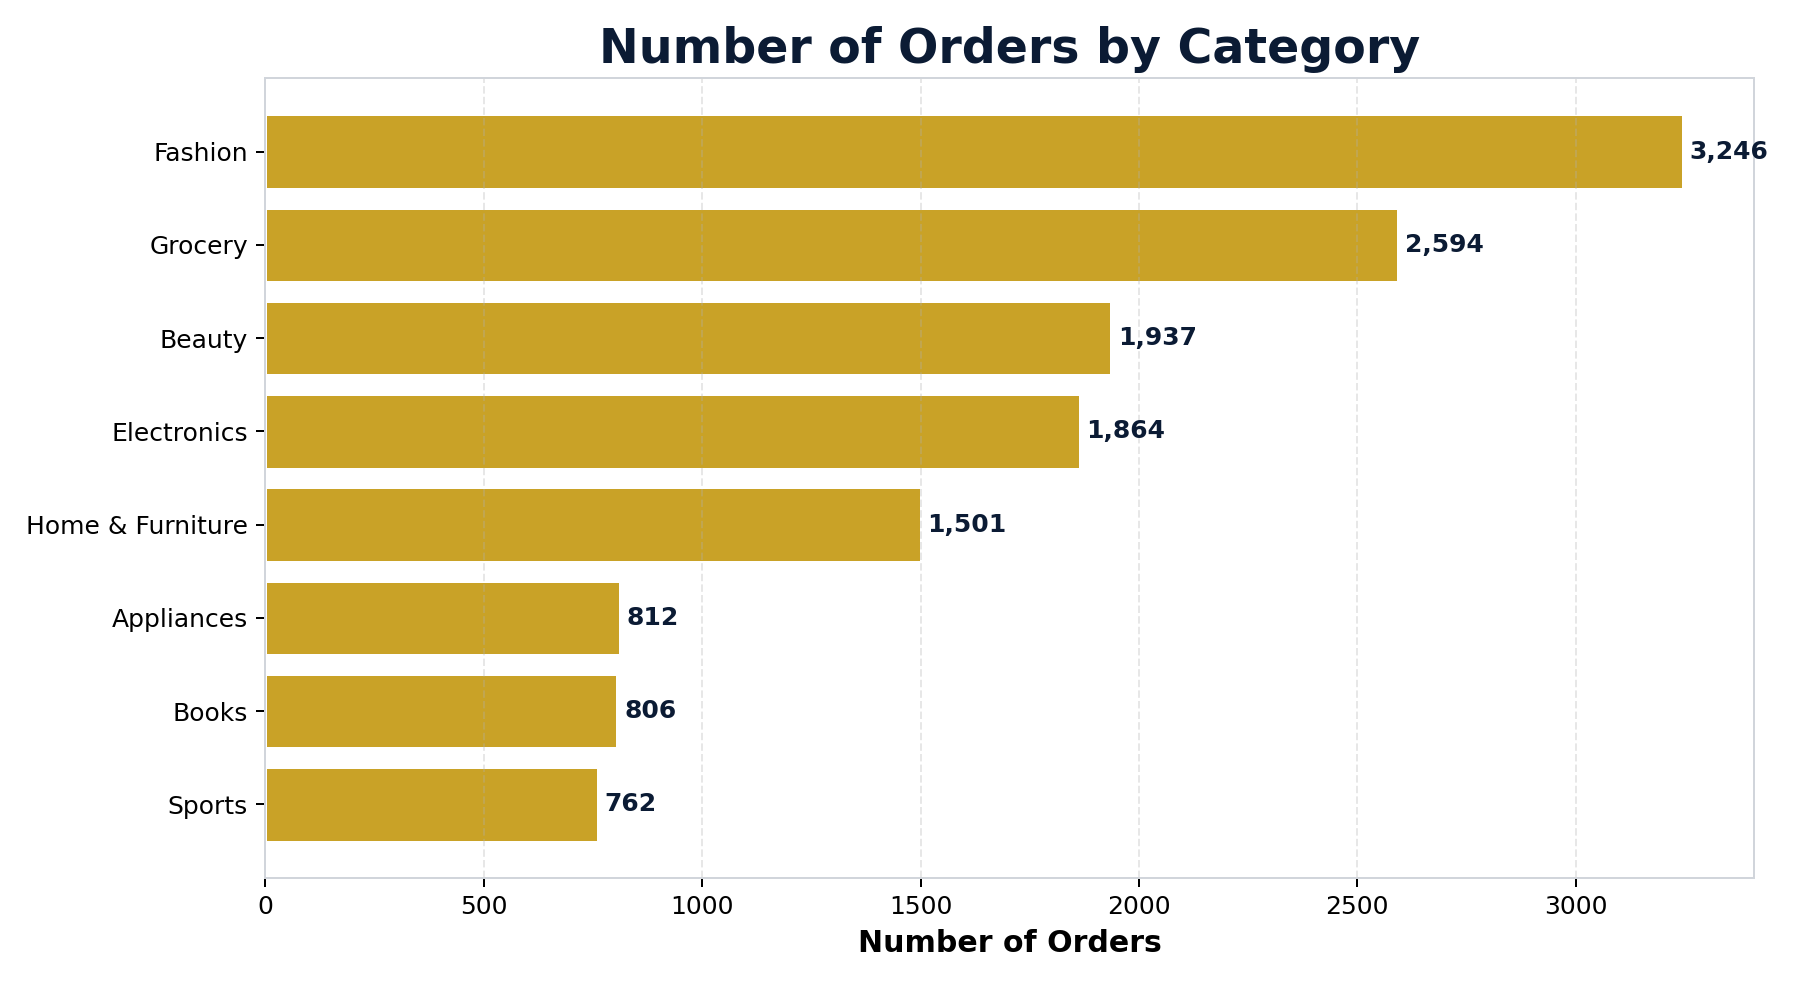 Number of Orders by Category
Fashion 3,246
Grocery 2,594
Beauty 1,937
Electronics 1,864
Home & Furniture 1,501
Appliances 812
Books 806
Sports 762
0 500 1000 1500 2000 2500 3000
Number of Orders